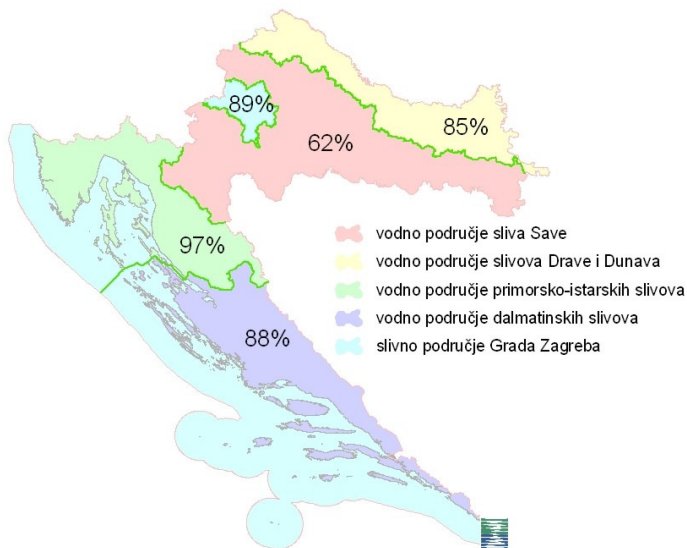 89%
85%
62%
97%
88%
vodno područje sliva Save
vodno područje slivova Drave i Dunava
vodno područje primorsko-istarskih slivova
vodno područje dalmatinskih slivova
slivno područje Grada Zagreba